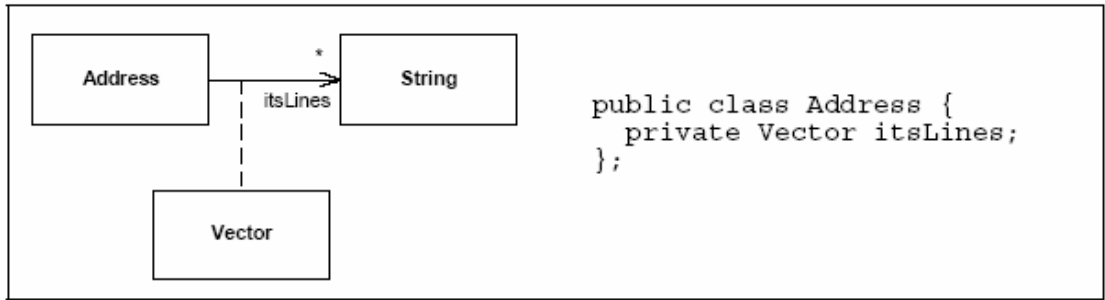 Address
*
itsLines
String
Vector
public class Address {
  private Vector itsLines;
};